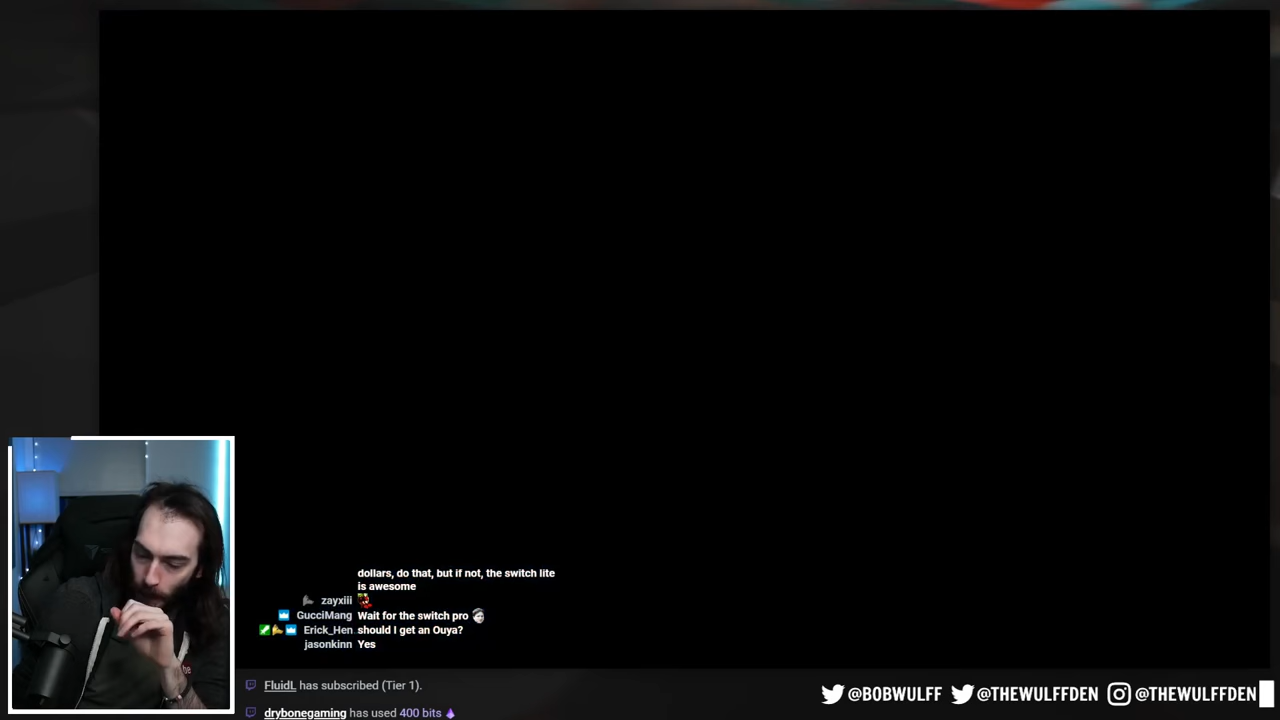 dollars, do that, but if not, the switch lite
is awesome
zayxiii
GucciMang Wait for the switch pro
Erick_Hen should I get an Ouya?
jasonkinn Yes
FluidL has subscribed (Tier 1).
drybonegaming has used 400 bits
@BOBWULFF @THEWULFFDEN @THEWULFFDEN